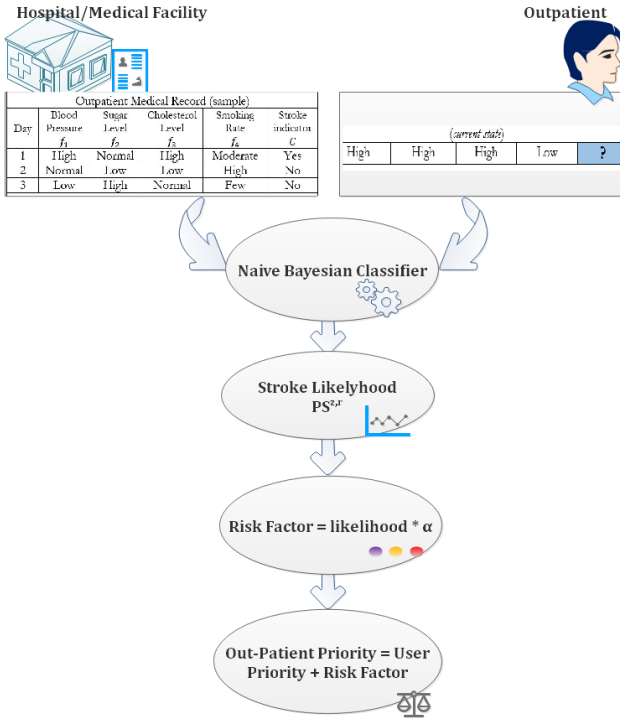 Hospital/Medical Facility
Outpatient
Outpatient Medical Record (sample)
Day Blood Pressure f₁ Sugar Level f₂ Cholesterol Level f₃ Smoking Rate f₄ Stroke indicator C
1 High Normal High Moderate Yes
2 Normal Low Low High No
3 Low High Normal Few No
(current state)
High High High Low ?
Naive Bayesian Classifier
Stroke Likelyhood
PSᶻ,ʳ
Risk Factor = likelihood * α
Out-Patient Priority = User
Priority + Risk Factor